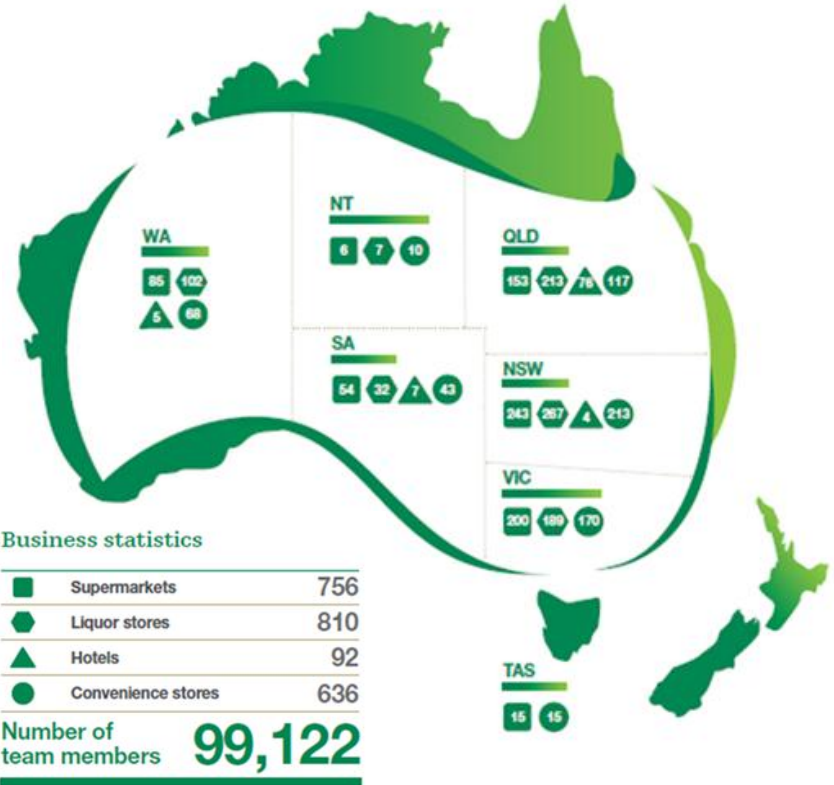 NT
6 7 10
WA
85 102
5 68
QLD
153 213 76 117
SA
54 32 7 43
NSW
243 267 4 213
VIC
200 189 170
Business statistics
Supermarkets 756
Liquor stores 810
Hotels 92
Convenience stores 636
Number of
team members 99,122
TAS
15 15